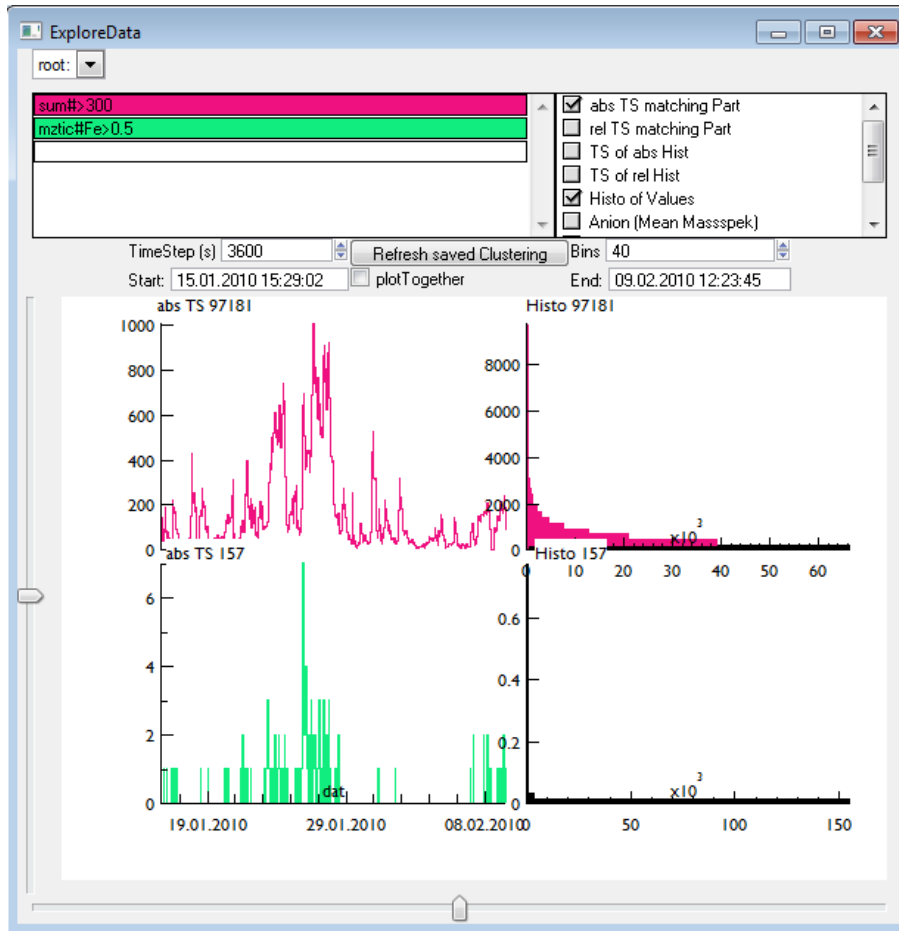 ExploreData
root:
sum#>300
mztic#Fe>0.5
abs TS matching Part
rel TS matching Part
TS of abs Hist
TS of rel Hist
Histo of Values
Anion (Mean Massspek)
TimeStep (s) 3600 Refresh saved Clustering Bins 40
Start: 15.01.2010 15:29:02 plotTogether End: 09.02.2010 12:23:45
abs TS 97181
1000
800
600
400
200
0
Histo 97181
8000
6000
4000
2000
0
x10³
0 10 20 30 40 50 60
abs TS 157
6
4
2
0
dat
19.01.2010 29.01.2010 08.02.2010
Histo 157
0.6
0.4
0.2
0
x10³
0 50 100 150